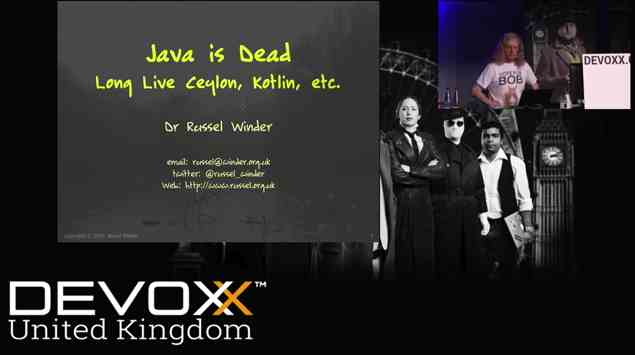 Java is Dead
Long Live Ceylon, Kotlin, etc.
Dr Russel Winder
email: russel@winder.org.uk
twitter: @russel_winder
Web: http://www.russel.org.uk
DEVOXX
BOB
DEVOXX™
United Kingdom